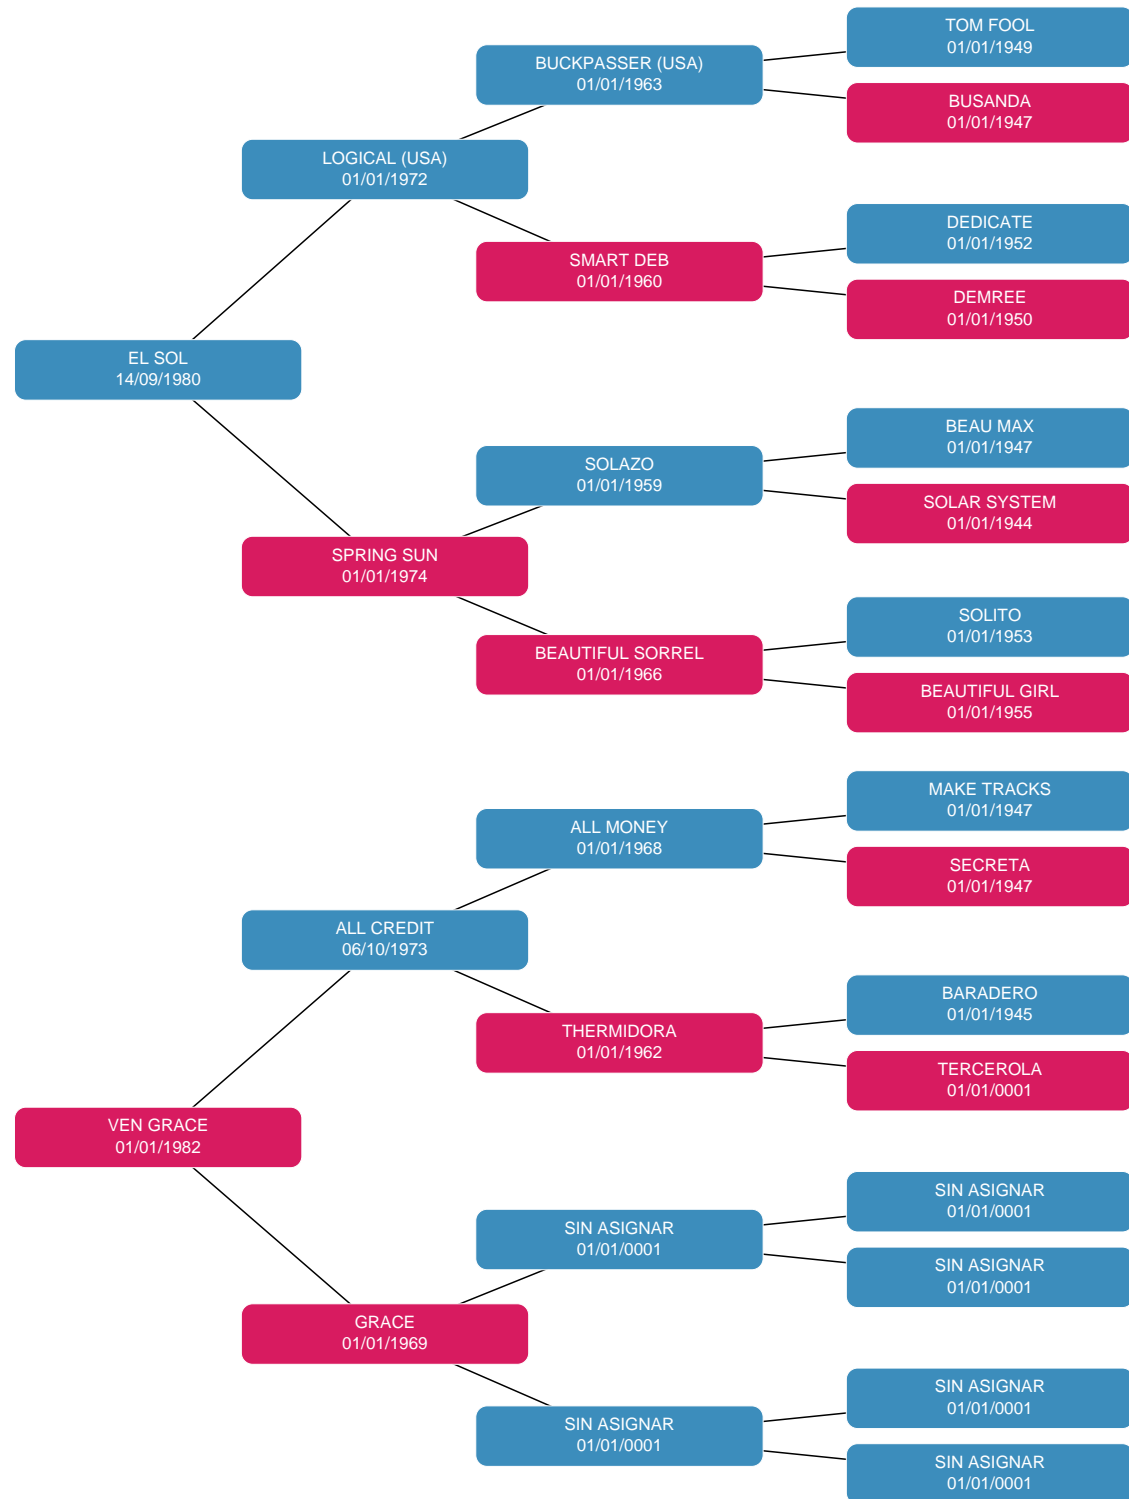 TOM FOOL
01/01/1949
BUCKPASSER (USA)
01/01/1963
BUSANDA
01/01/1947
LOGICAL (USA)
01/01/1972
DEDICATE
01/01/1952
SMART DEB
01/01/1960
DEMREE
01/01/1950
EL SOL
14/09/1980
BEAU MAX
01/01/1947
SOLAZO
01/01/1959
SOLAR SYSTEM
01/01/1944
SPRING SUN
01/01/1974
SOLITO
01/01/1953
BEAUTIFUL SORREL
01/01/1966
BEAUTIFUL GIRL
01/01/1955
MAKE TRACKS
01/01/1947
ALL MONEY
01/01/1968
SECRETA
01/01/1947
ALL CREDIT
06/10/1973
BARADERO
01/01/1945
THERMIDORA
01/01/1962
TERCEROLA
01/01/0001
VEN GRACE
01/01/1982
SIN ASIGNAR
01/01/0001
SIN ASIGNAR
01/01/0001
SIN ASIGNAR
01/01/0001
GRACE
01/01/1969
SIN ASIGNAR
01/01/0001
SIN ASIGNAR
01/01/0001
SIN ASIGNAR
01/01/0001